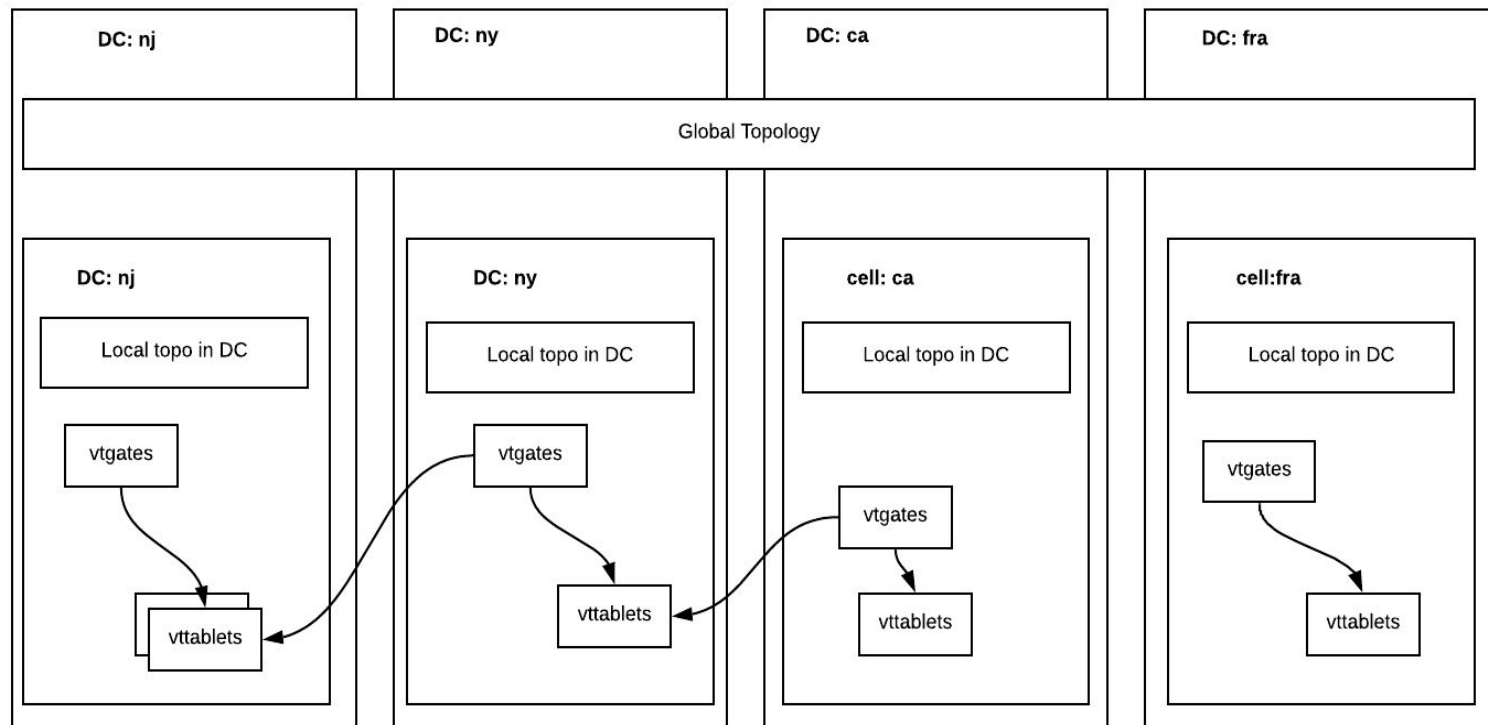 DC: nj
DC: ny
DC: ca
DC: fra
Global Topology
DC: nj
DC: ny
cell: ca
cell:fra
Local topo in DC
Local topo in DC
Local topo in DC
Local topo in DC
vtgates
vtgates
vtgates
vtgates
vttablets
vttablets
vttablets
vttablets